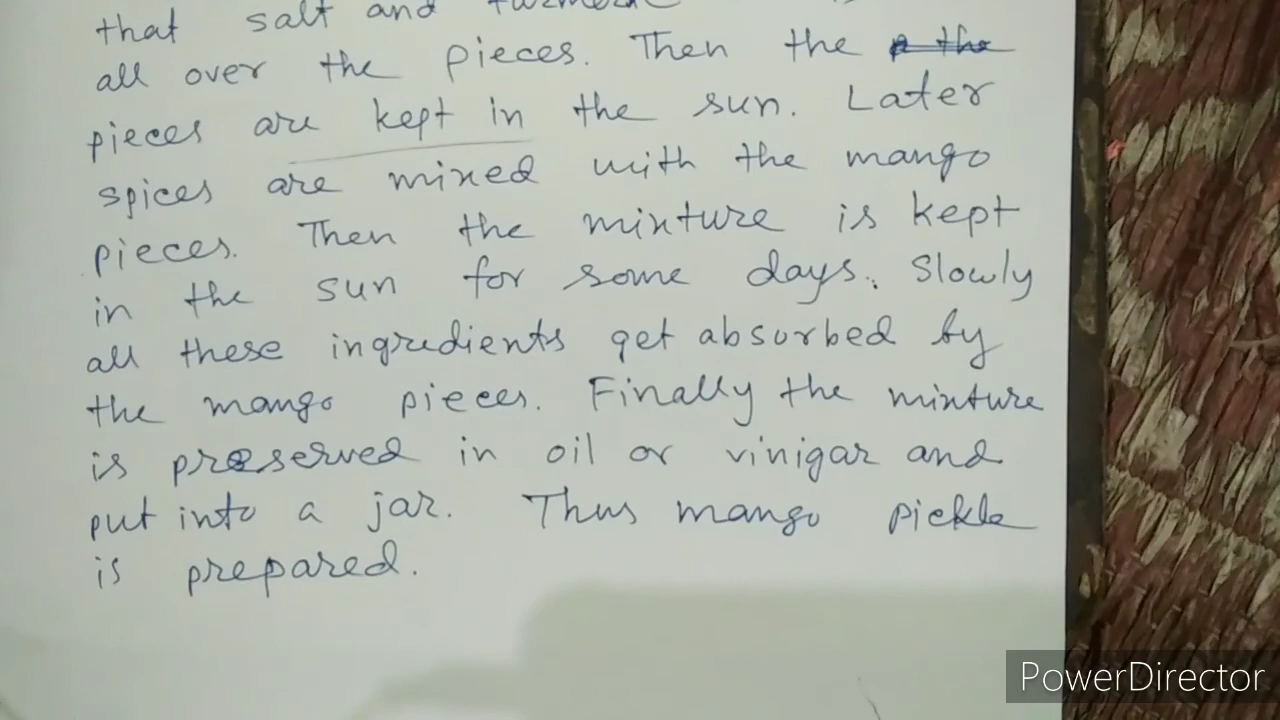 that salt and
all over the pieces. Then the
pieces are kept in the sun. Later
spices are mixed with the mango
pieces. Then the mixture is kept
in the sun for some days. Slowly
all these ingredients get absorbed by
the mango pieces. Finally the mixture
is preserved in oil or vinigar and
put into a jar. Thus mango pickle
is prepared.
PowerDirector